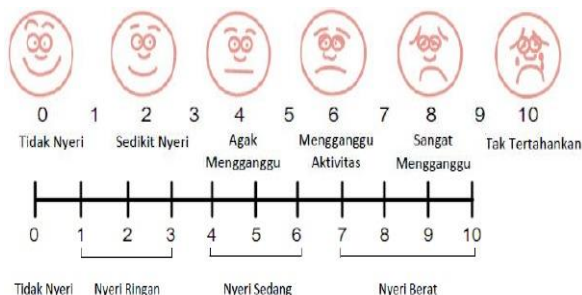 0 1 2 3 4 5 6 7 8 9 10
Tidak Nyeri Sedikit Nyeri Agak Mengganggu Mengganggu Aktivitas Sangat Mengganggu Tak Tertahankan
0 1 2 3 4 5 6 7 8 9 10
Tidak Nyeri Nyeri Ringan Nyeri Sedang Nyeri Berat